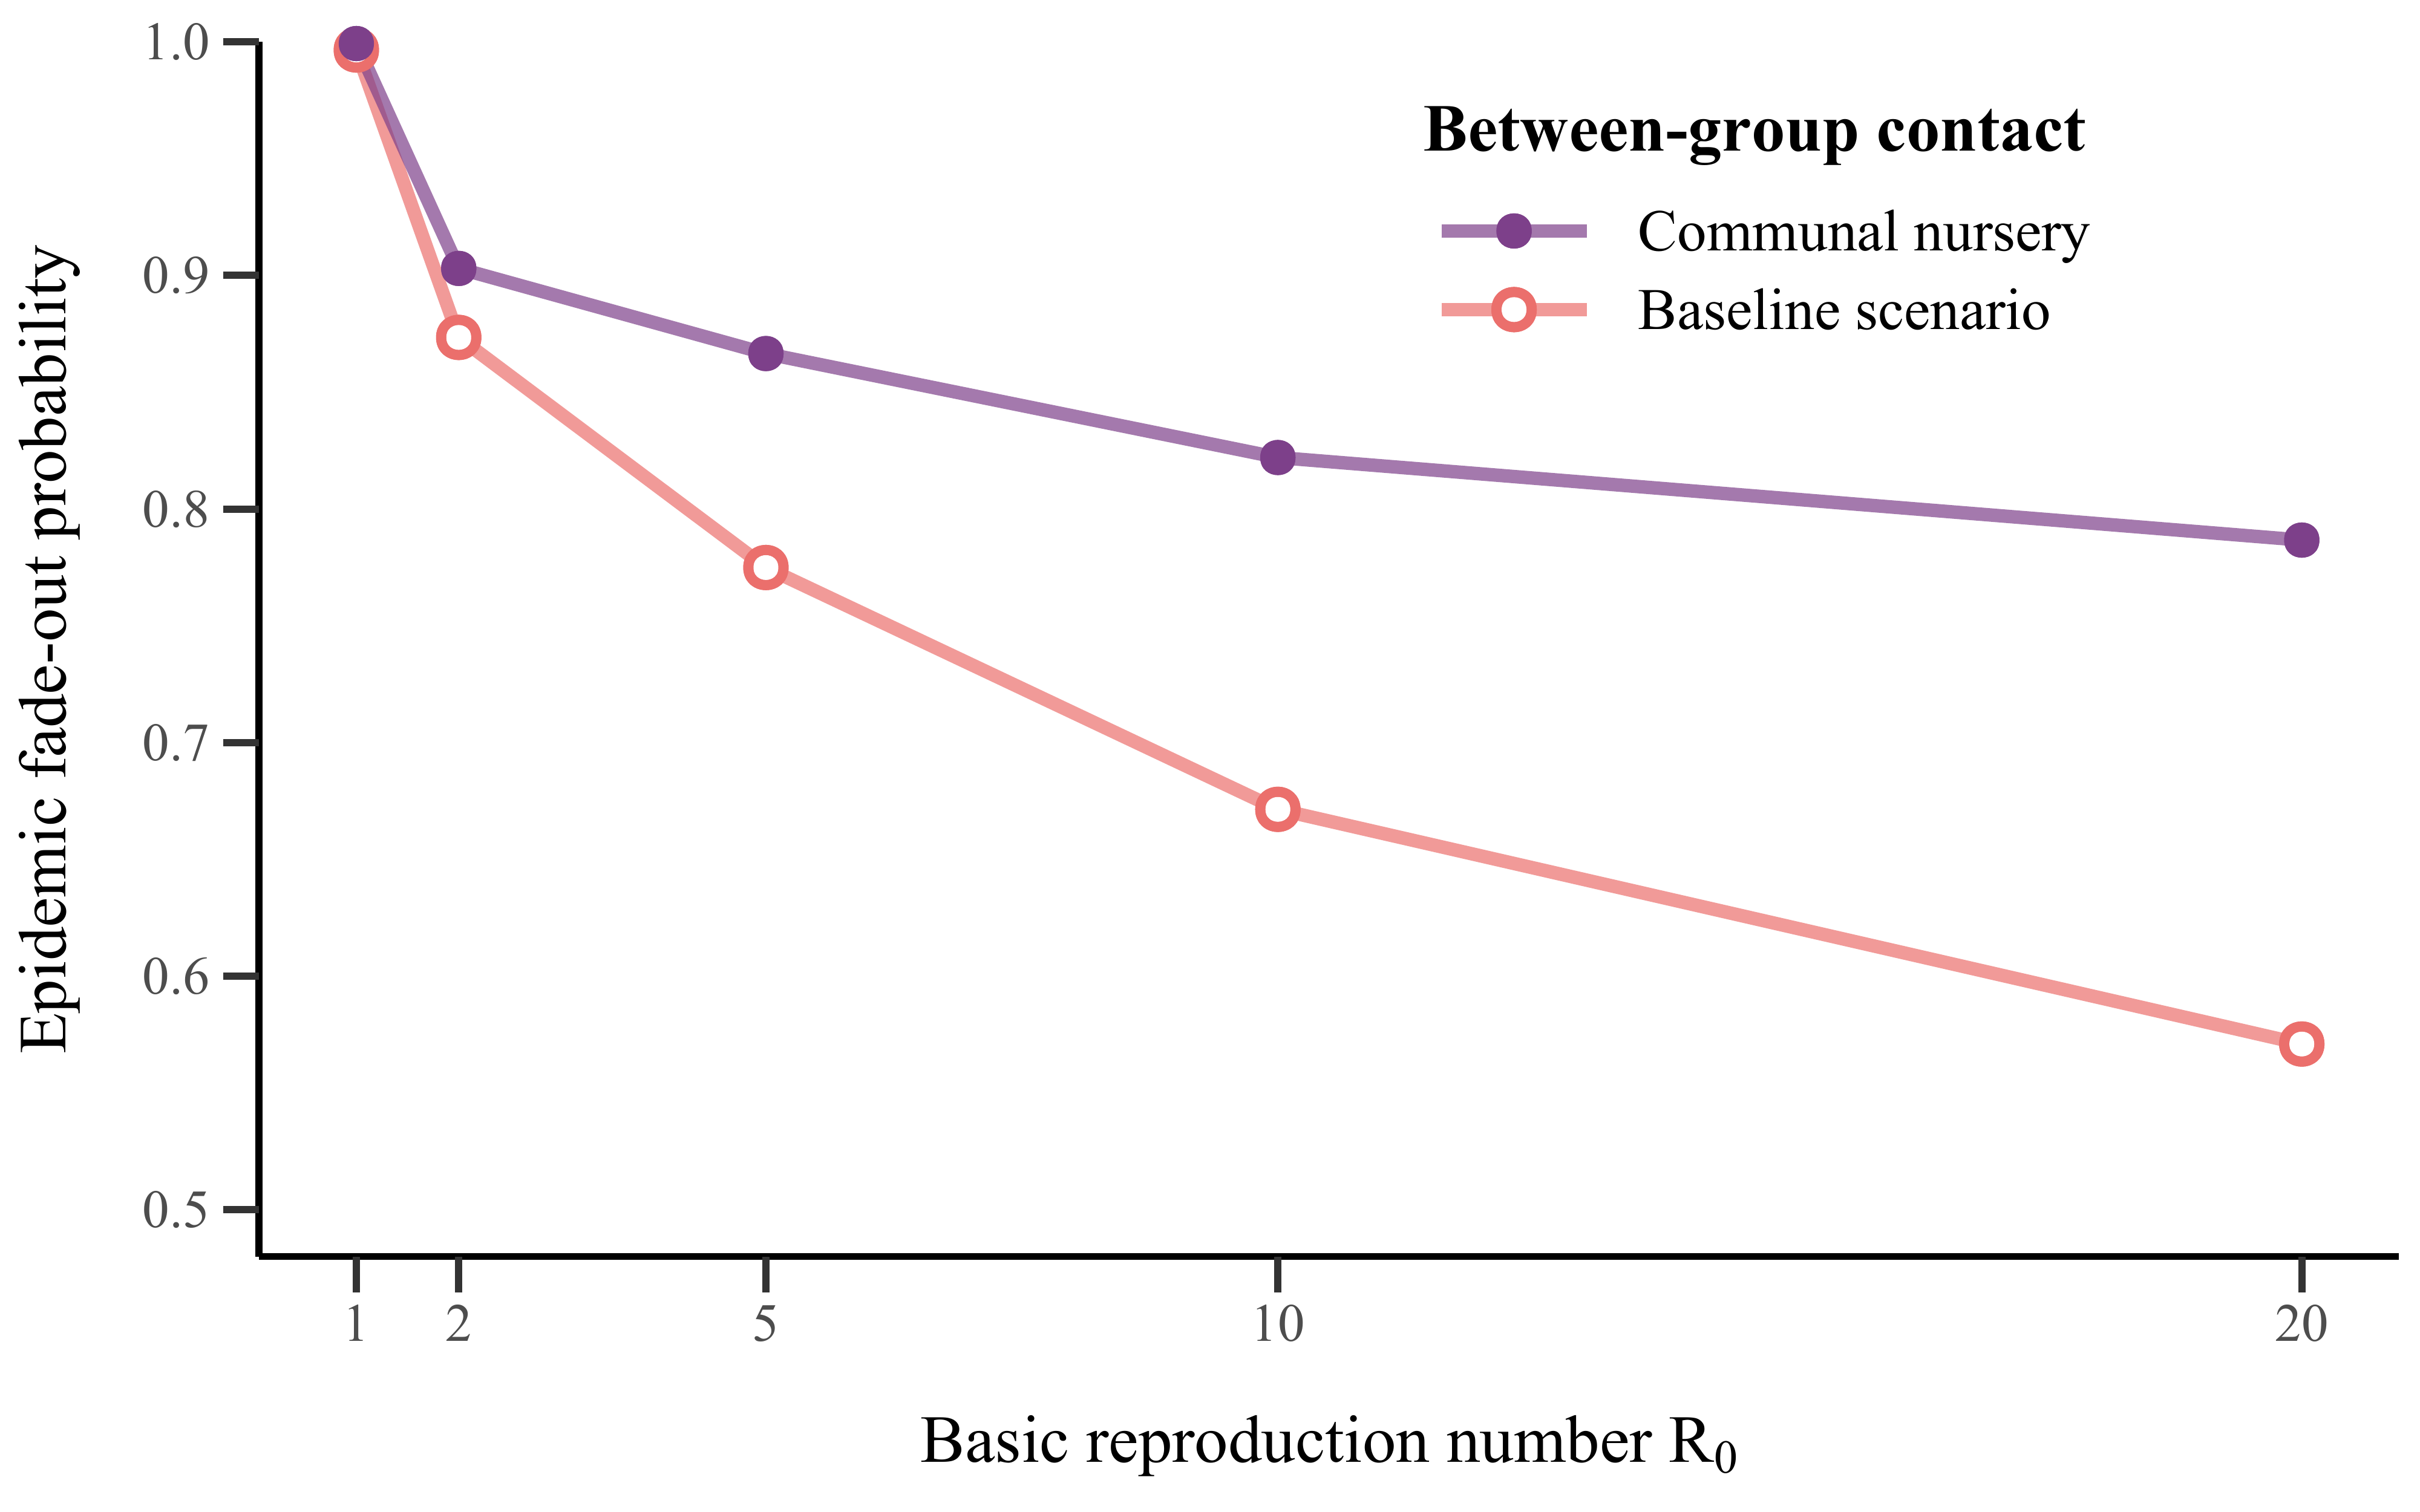 Between-group contact
Communal nursery
Baseline scenario
Epidemic fade-out probability
1.0
0.9
0.8
0.7
0.6
0.5
1 2 5 10 20
Basic reproduction number R₀